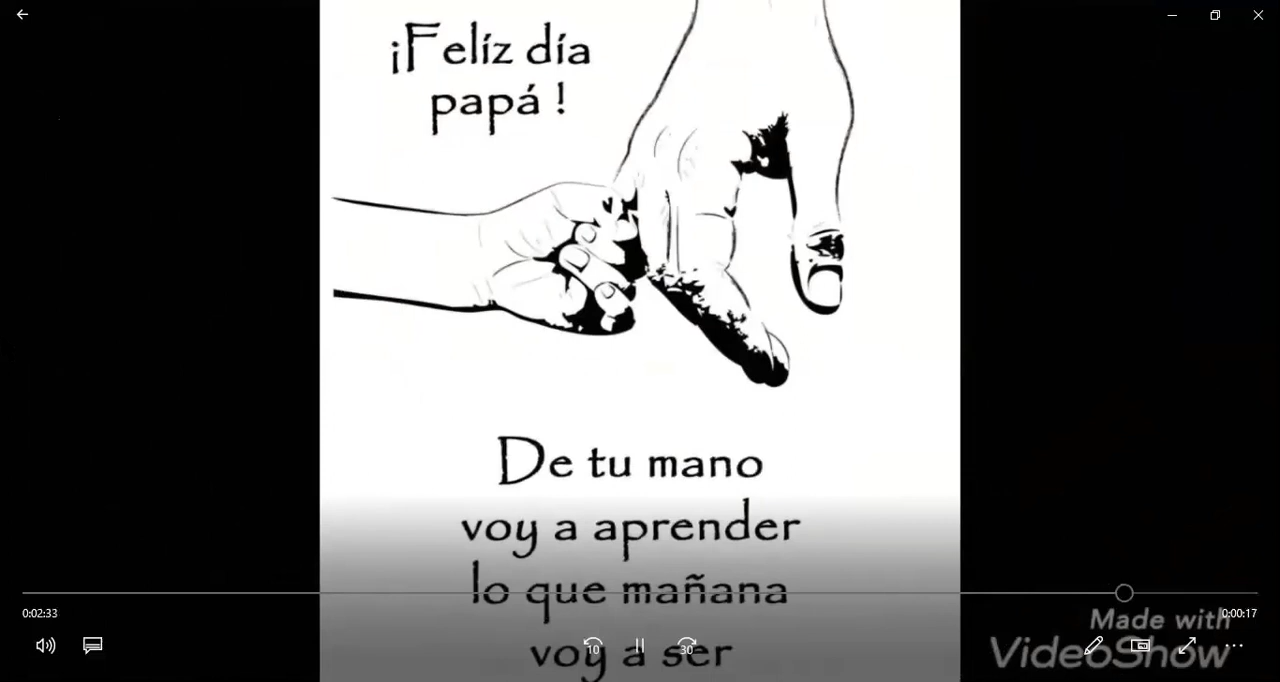 ¡Felíz día
papá !
De tu mano
voy a aprender
lo que mañana
voy a ser
0:02:33
0:00:17
10
30
Made with
VideoShow